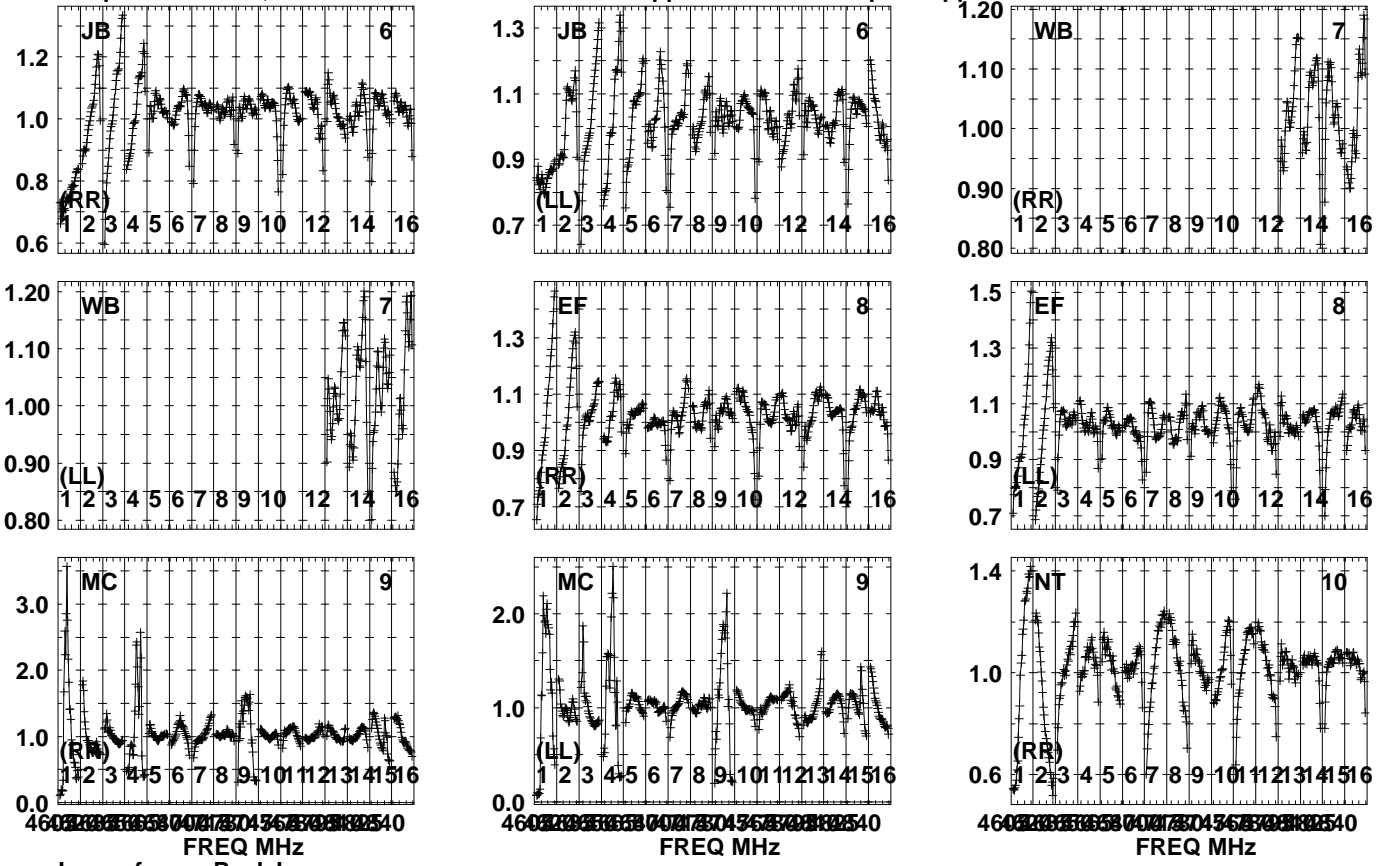 JB 6
1.2
1.0
0.8
0.6
(RR)
1 2 3 4 5 6 7 8 9 10 12 14 16
JB 6
1.3
1.1
0.9
0.7
(LL)
1 2 3 4 5 6 7 8 9 10 12 14 16
WB 7
1.20
1.10
1.00
0.90
0.80
(RR)
1 2 3 4 5 6 7 8 9 10 12 14 16
WB 7
1.20
1.10
1.00
0.90
0.80
(LL)
1 2 3 4 5 6 7 8 9 10 12 14 16
EF 8
1.3
1.1
0.9
0.7
(RR)
1 2 3 4 5 6 7 8 9 10 12 14 16
EF 8
1.5
1.3
1.1
0.9
0.7
(LL)
1 2 3 4 5 6 7 8 9 10 12 14 16
MC 9
3.0
2.0
1.0
0.0
(RR)
1 2 3 4 5 6 7 8 9 10 11 12 13 14 15 16
FREQ MHz
MC 9
2.0
1.0
0.0
(LL)
1 2 3 4 5 6 7 8 9 10 11 12 13 14 15 16
FREQ MHz
NT 10
1.4
1.0
0.6
(RR)
1 2 3 4 5 6 7 8 9 10 11 12 13 14 15 16
FREQ MHz